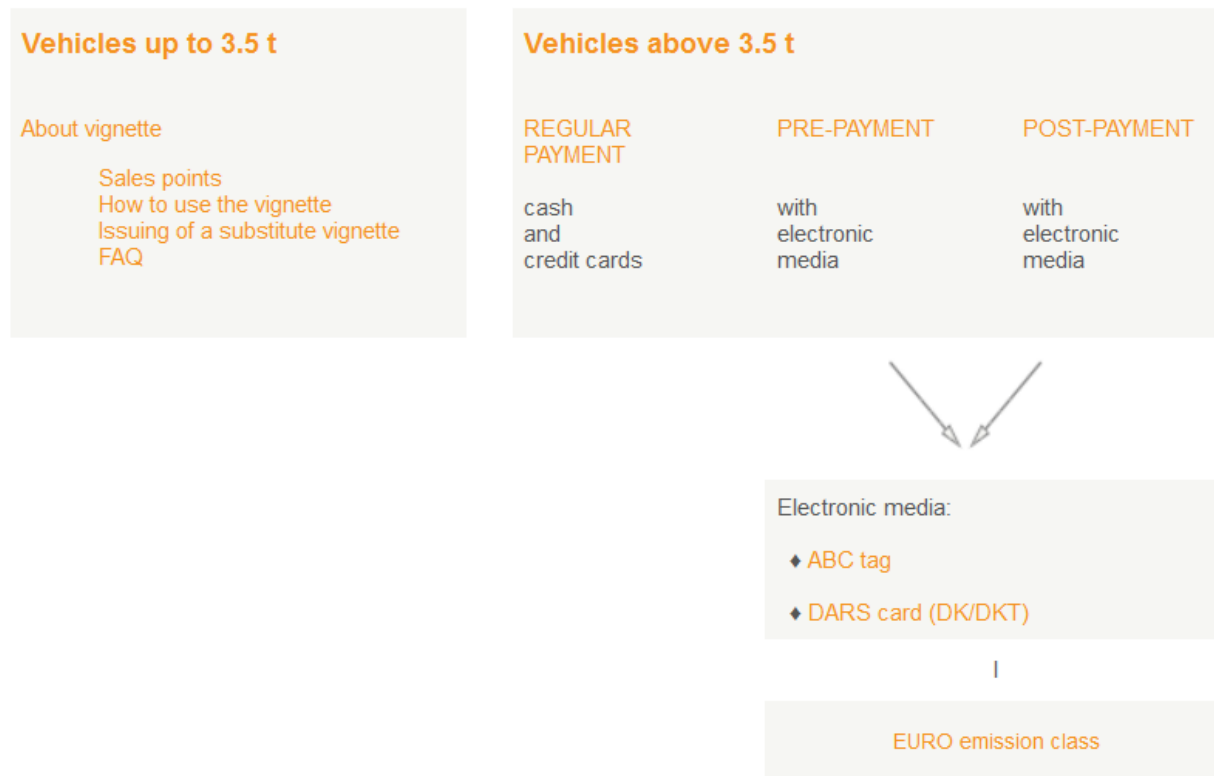 Vehicles up to 3.5 t
About vignette
Sales points
How to use the vignette
Issuing of a substitute vignette
FAQ
Vehicles above 3.5 t
REGULAR
PAYMENT
cash
and
credit cards
PRE-PAYMENT
with
electronic
media
POST-PAYMENT
with
electronic
media
Electronic media:
♦ ABC tag
♦ DARS card (DK/DKT)
|
EURO emission class